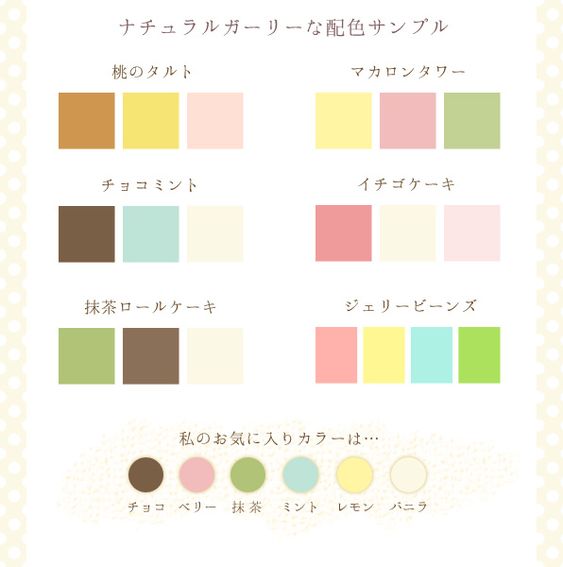 ナチュラルガーリーな配色サンプル
桃のタルト
マカロンタワー
チョコミント
イチゴケーキ
抹茶ロールケーキ
ジェリービーンズ
私のお気に入りカラーは…
チョコ ベリー 抹茶 ミント レモン バニラ